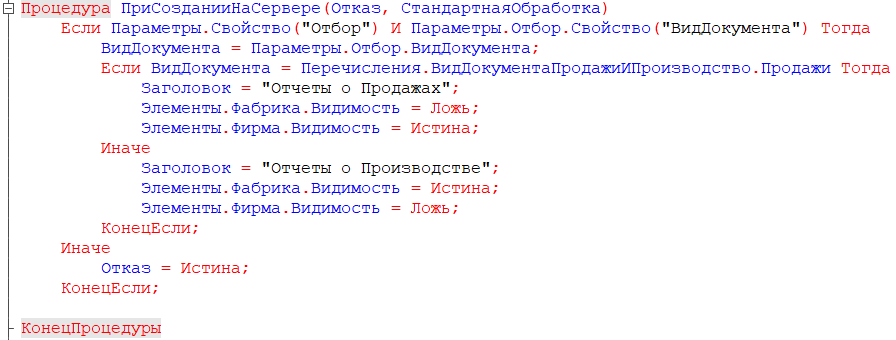 Процедура ПриСозданииНаСервере(Отказ, СтандартнаяОбработка)
Если Параметры.Свойство("Отбор") И Параметры.Отбор.Свойство("ВидДокумента") Тогда
ВидДокумента = Параметры.Отбор.ВидДокумента;
Если ВидДокумента = Перечисления.ВидДокументаПродажиИПроизводство.Продажи Тогда
Заголовок = "Отчеты о Продажах";
Элементы.Фабрика.Видимость = Ложь;
Элементы.Фирма.Видимость = Истина;
Иначе
Заголовок = "Отчеты о Производстве";
Элементы.Фабрика.Видимость = Истина;
Элементы.Фирма.Видимость = Ложь;
КонецЕсли;
Иначе
Отказ = Истина;
КонецЕсли;
КонецПроцедуры